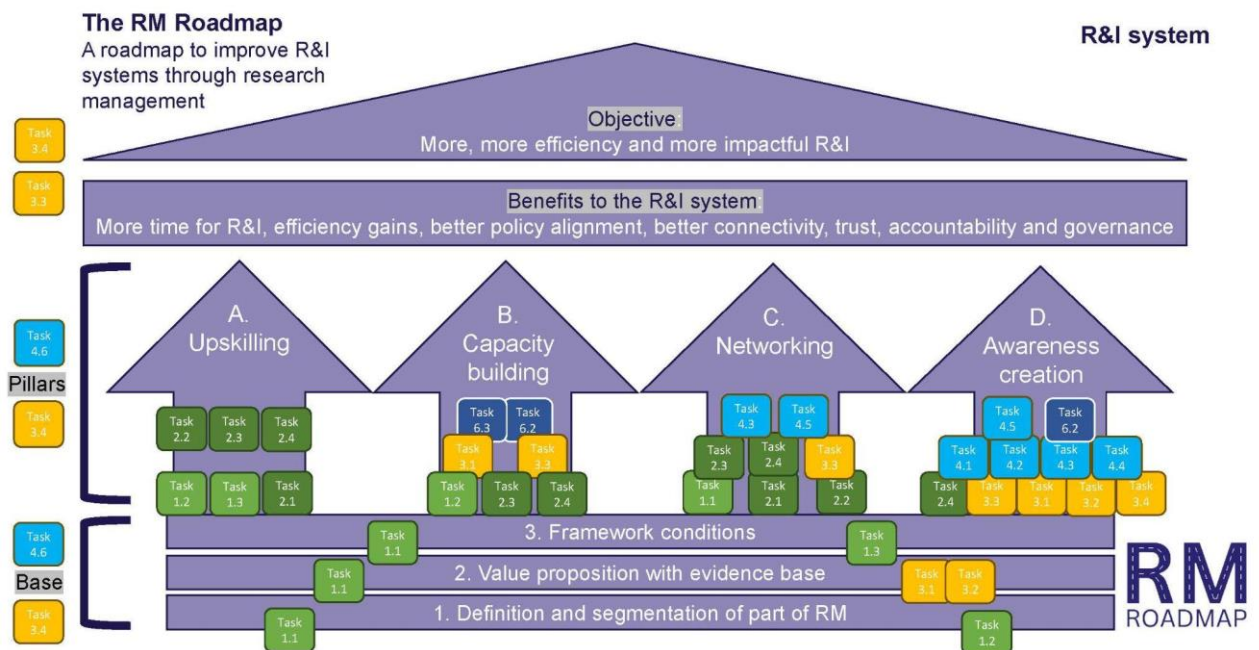 The RM Roadmap
A roadmap to improve R&I
systems through research
management
R&I system
Task
3.4
Objective:
More, more efficiency and more impactful R&I
Task
3.3
Benefits to the R&I system:
More time for R&I, efficiency gains, better policy alignment, better connectivity, trust, accountability and governance
Task
4.6
Pillars
Task
3.4
A.
Upskilling
Task
2.2
Task
2.3
Task
2.4
Task
1.2
Task
1.3
Task
2.1
B.
Capacity
building
Task
6.3
Task
6.2
Task
3.1
Task
3.3
Task
1.2
Task
2.3
Task
2.4
C.
Networking
Task
4.3
Task
4.5
Task
2.3
Task
2.4
Task
3.3
Task
1.1
Task
2.1
Task
2.2
D.
Awareness
creation
Task
4.5
Task
6.2
Task
4.1
Task
4.2
Task
4.3
Task
4.4
Task
2.4
Task
3.3
Task
3.1
Task
3.2
Task
3.4
Task
4.6
Base
Task
3.4
3. Framework conditions
Task
1.1
Task
1.3
2. Value proposition with evidence base
Task
1.1
Task
3.1
Task
3.2
1. Definition and segmentation of part of RM
Task
1.1
Task
1.2
RM
ROADMAP